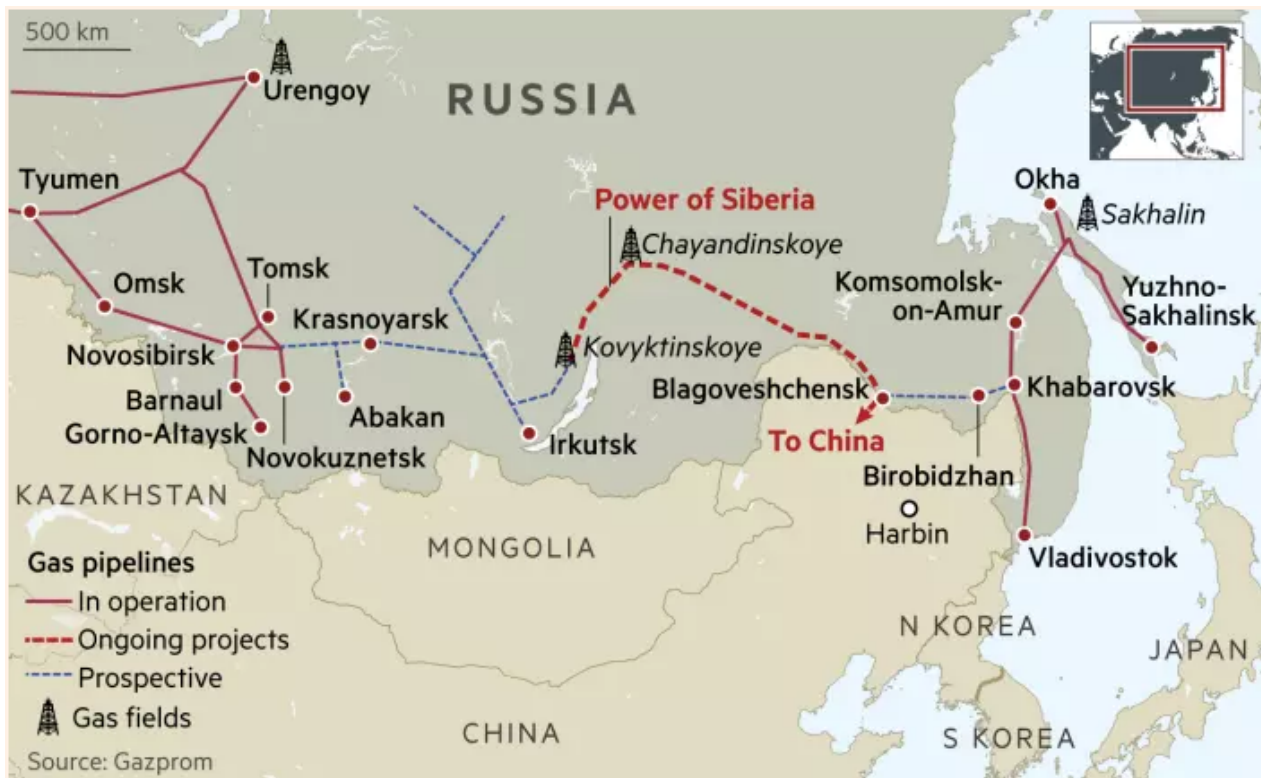 500 km
Urengoy
RUSSIA
Tyumen
Okha
Power of Siberia
Sakhalin
Chayandinskoye
Omsk
Tomsk
Komsomolsk-
on-Amur
Yuzhno-
Sakhalinsk
Krasnoyarsk
Novosibirsk
Kovyktinskoye
Blagoveshchensk
Khabarovsk
Barnaul
Abakan
Gorno-Altaysk
Irkutsk
To China
Novokuznetsk
Birobidzhan
KAZAKHSTAN
Harbin
MONGOLIA
Vladivostok
Gas pipelines
In operation
Ongoing projects
Prospective
Gas fields
N KOREA
JAPAN
CHINA
S KOREA
Source: Gazprom